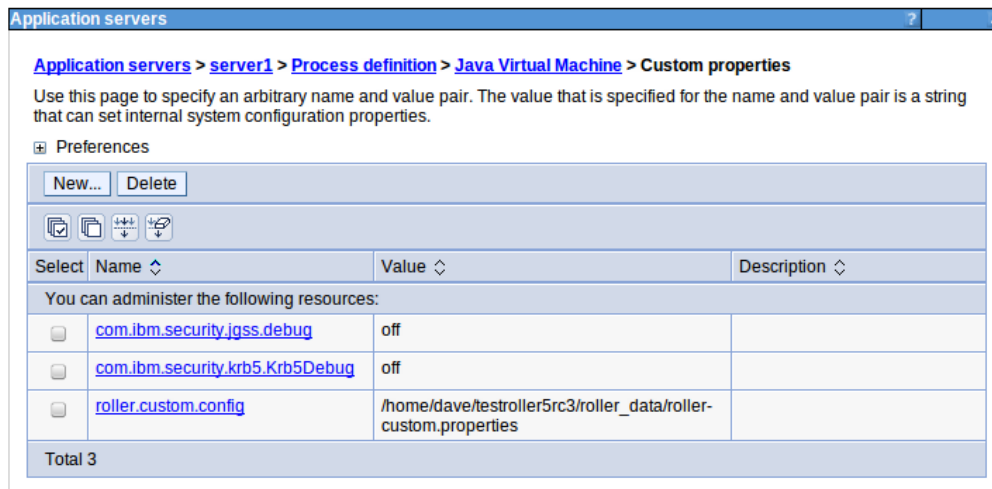 Application servers ?
Application servers > server1 > Process definition > Java Virtual Machine > Custom properties
Use this page to specify an arbitrary name and value pair. The value that is specified for the name and value pair is a string
that can set internal system configuration properties.
Preferences
New... Delete
Select Name Value Description
You can administer the following resources:
com.ibm.security.jgss.debug off
com.ibm.security.krb5.Krb5Debug off
roller.custom.config /home/dave/testroller5rc3/roller_data/roller-
custom.properties
Total 3